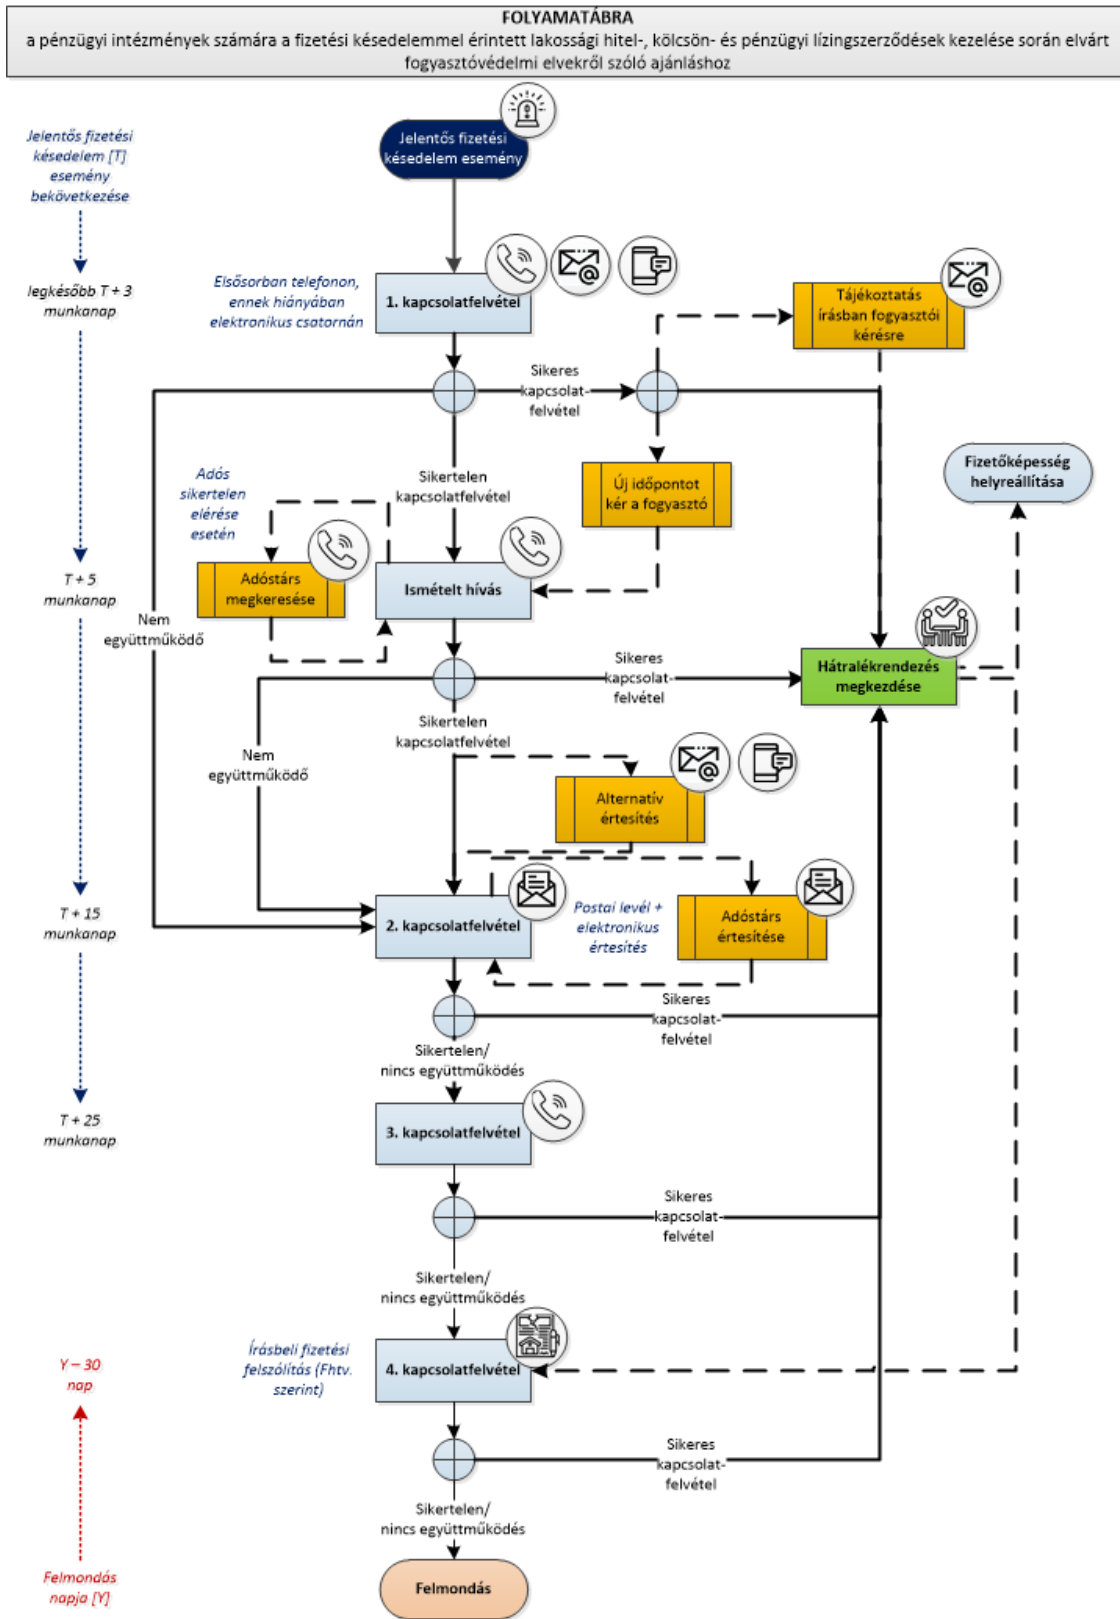 FOLYAMATÁBRA
a pénzügyi intézmények számára a fizetési késedelemmel érintett lakossági hitel-, kölcsön- és pénzügyi lízingszerződések kezelése során elvárt
fogyasztóvédelmi elvekről szóló ajánláshoz
Jelentős fizetési
késedelem [T]
esemény
bekövetkezése
Jelentős fizetési
késedelem esemény
legkésőbb T + 3
munkanap
Elsősorban telefonon,
ennek hiányában
elektronikus csatornán
1. kapcsolatfelvétel
Tájékoztatás
írásban fogyasztói
kérésre
Sikeres
kapcsolat-
felvétel
Sikertelen
kapcsolatfelvétel
Új időpontot
kér a fogyasztó
Fizetőképesség
helyreállítása
Adós
sikertelen
elérése
esetén
T + 5
munkanap
Adóstárs
megkeresése
Ismételt hívás
Nem
együttműködő
Sikeres
kapcsolat-
felvétel
Hátralékrendezés
megkezdése
Sikertelen
kapcsolatfelvétel
Nem
együttműködő
Alternatív
értesítés
T + 15
munkanap
2. kapcsolatfelvétel
Postai levél +
elektronikus
értesítés
Adóstárs
értesítése
Sikeres
kapcsolat-
felvétel
Sikertelen/
nincs együttműködés
T + 25
munkanap
3. kapcsolatfelvétel
Sikeres
kapcsolat-
felvétel
Sikertelen/
nincs együttműködés
Y – 30
nap
Írásbeli fizetési
felszólítás (Fhtv.
szerint)
4. kapcsolatfelvétel
Sikeres
kapcsolat-
felvétel
Sikertelen/
nincs együttműködés
Felmondás
napja [Y]
Felmondás